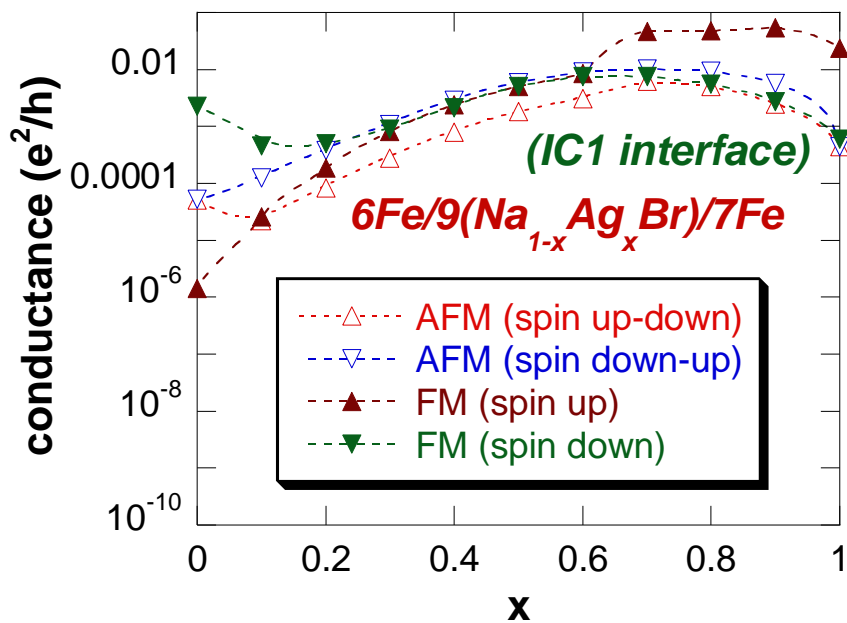 conductance (e²/h)
0.01
0.0001
10⁻⁶
10⁻⁸
10⁻¹⁰
(IC1 interface)
6Fe/9(Na₁₋ₓAgₓBr)/7Fe
AFM (spin up-down)
AFM (spin down-up)
FM (spin up)
FM (spin down)
0 0.2 0.4 0.6 0.8 1
x